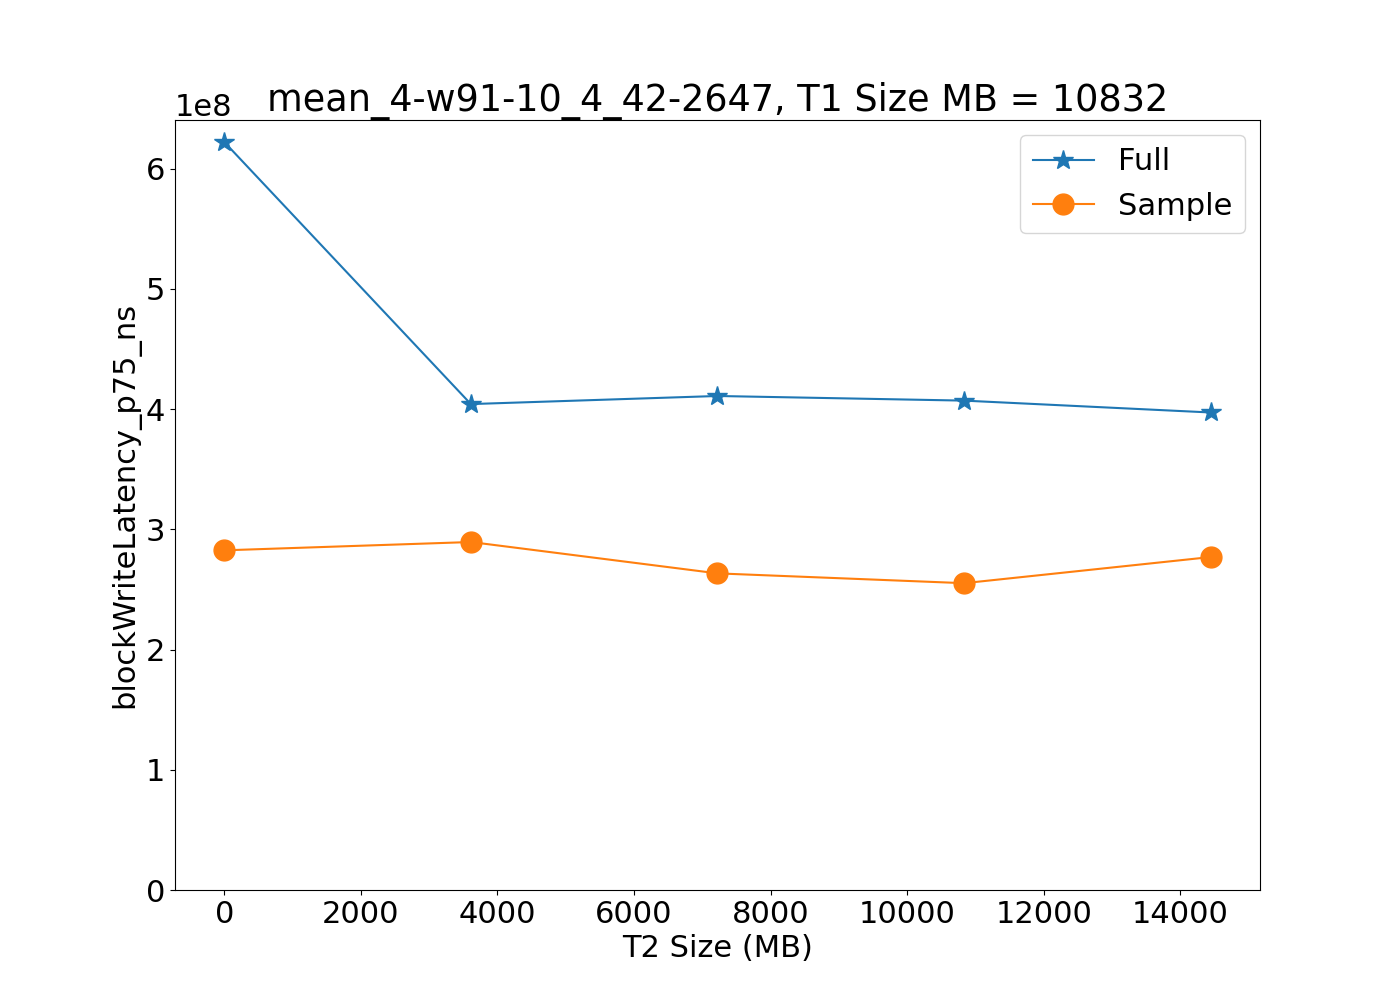 1e8
mean_4-w91-10_4_42-2647, T1 Size MB = 10832
Full
Sample
6
5
4
3
2
1
0
blockWriteLatency_p75_ns
0 2000 4000 6000 8000 10000 12000 14000
T2 Size (MB)